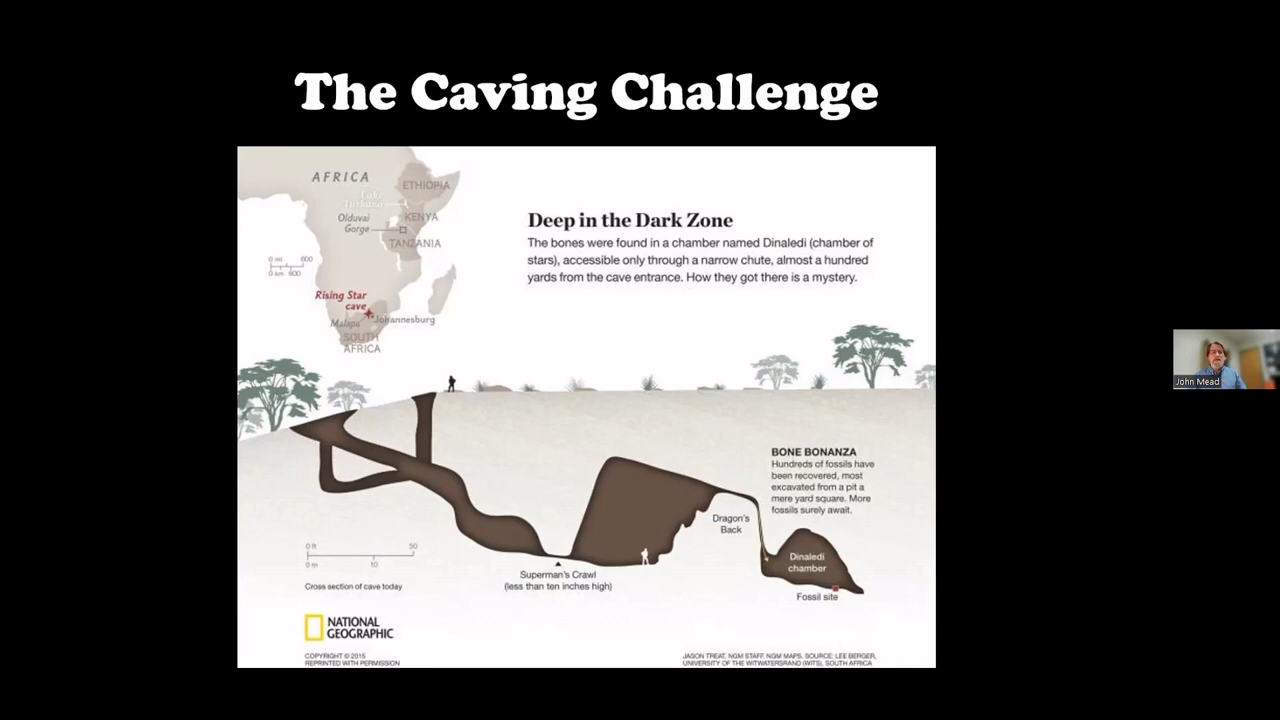 The Caving Challenge
AFRICA
ETHIOPIA
Lake
Turkana
KENYA
Olduvai
Gorge
TANZANIA
0 mi 600
0 km 600
Rising Star
cave
Malapa
Johannesburg
SOUTH
AFRICA
Deep in the Dark Zone
The bones were found in a chamber named Dinaledi (chamber of
stars), accessible only through a narrow chute, almost a hundred
yards from the cave entrance. How they got there is a mystery.
BONE BONANZA
Hundreds of fossils have
been recovered, most
excavated from a pit a
mere yard square. More
fossils surely await.
Dragon's
Back
Dinaledi
chamber
Fossil site
Superman's Crawl
(less than ten inches high)
0 ft 50
0 m 10
Cross section of cave today
NATIONAL
GEOGRAPHIC
COPYRIGHT © 2015
REPRINTED WITH PERMISSION
JASON TREAT, NGM STAFF, NGM MAPS. SOURCE: LEE BERGER,
UNIVERSITY OF THE WITWATERSRAND (WITS), SOUTH AFRICA
John Mead